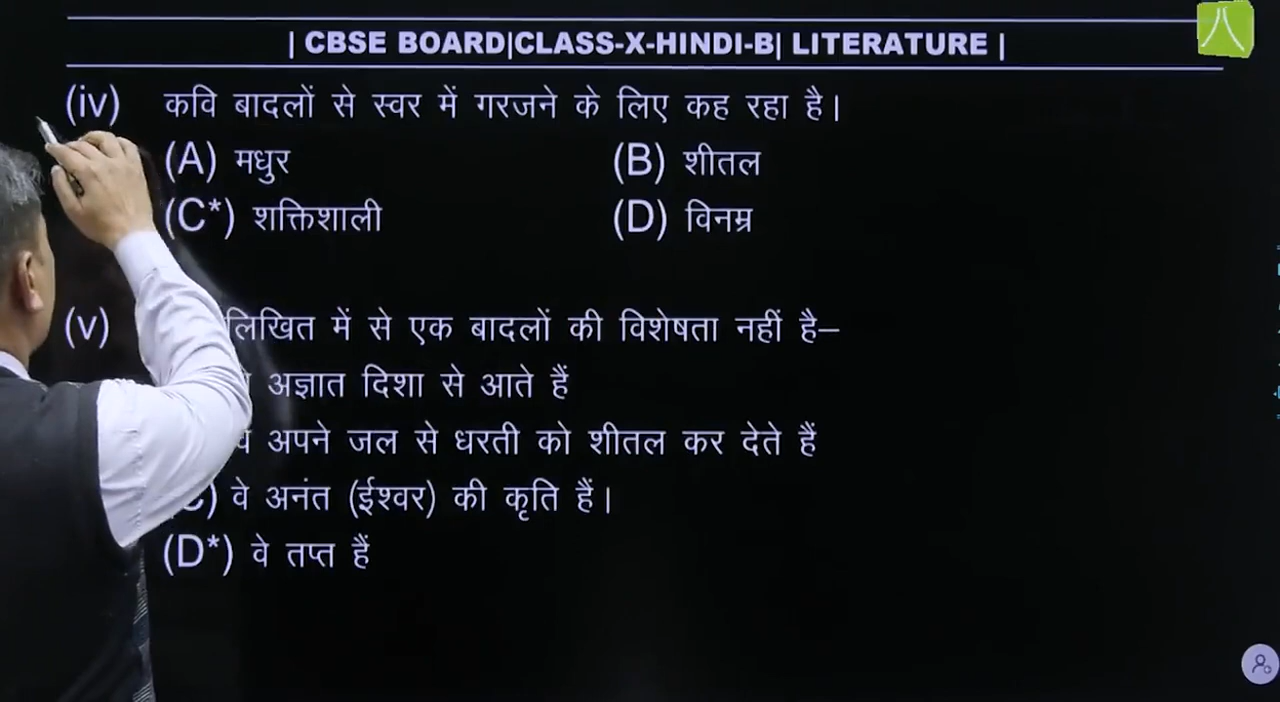 | CBSE BOARD|CLASS-X-HINDI-B| LITERATURE |
(iv) कवि बादलों से स्वर में गरजने के लिए कह रहा है।
(A) मधुर (B) शीतल
(C*) शक्तिशाली (D) विनम्र
(v) लिखित में से एक बादलों की विशेषता नहीं है–
अज्ञात दिशा से आते हैं
वे अपने जल से धरती को शीतल कर देते हैं
(C) वे अनंत (ईश्वर) की कृति हैं।
(D*) वे तप्त हैं